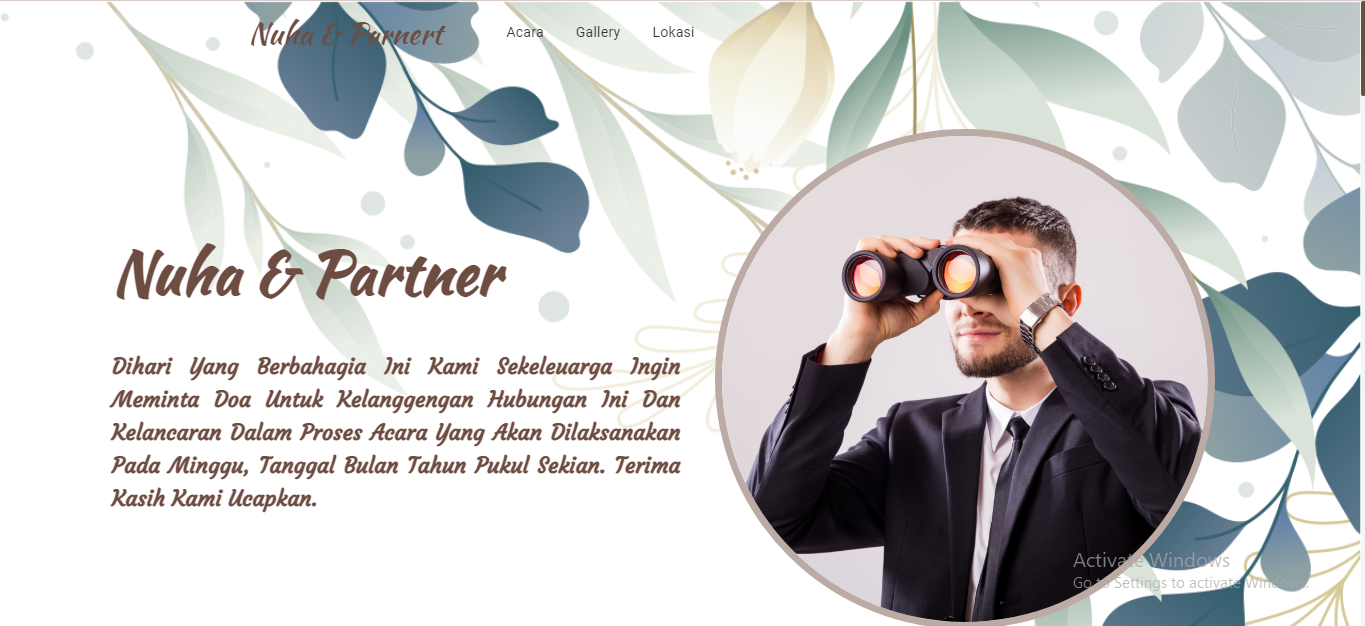 Nuha & Parnert
Acara Gallery Lokasi
Nuha & Partner
Dihari Yang Berbahagia Ini Kami Sekeleuarga Ingin
Meminta Doa Untuk Kelanggengan Hubungan Ini Dan
Kelancaran Dalam Proses Acara Yang Akan Dilaksanakan
Pada Minggu, Tanggal Bulan Tahun Pukul Sekian. Terima
Kasih Kami Ucapkan.
Activate Windows
Go to Settings to activate Windows.